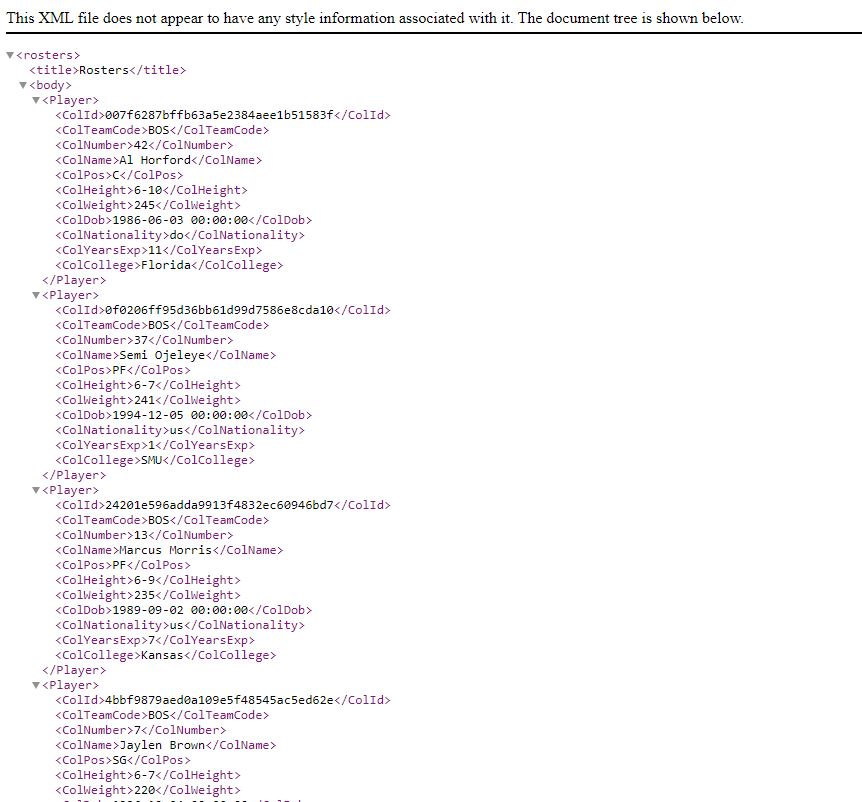 This XML file does not appear to have any style information associated with it. The document tree is shown below.
▼<rosters>
<title>Rosters</title>
▼<body>
▼<Player>
<ColId>007f6287bffb63a5e2384aee1b51583f</ColId>
<ColTeamCode>BOS</ColTeamCode>
<ColNumber>42</ColNumber>
<ColName>Al Horford</ColName>
<ColPos>C</ColPos>
<ColHeight>6-10</ColHeight>
<ColWeight>245</ColWeight>
<ColDob>1986-06-03 00:00:00</ColDob>
<ColNationality>do</ColNationality>
<ColYearsExp>11</ColYearsExp>
<ColCollege>Florida</ColCollege>
</Player>
▼<Player>
<ColId>0f0206ff95d36bb61d99d7586e8cda10</ColId>
<ColTeamCode>BOS</ColTeamCode>
<ColNumber>37</ColNumber>
<ColName>Semi Ojeleye</ColName>
<ColPos>PF</ColPos>
<ColHeight>6-7</ColHeight>
<ColWeight>241</ColWeight>
<ColDob>1994-12-05 00:00:00</ColDob>
<ColNationality>us</ColNationality>
<ColYearsExp>1</ColYearsExp>
<ColCollege>SMU</ColCollege>
</Player>
▼<Player>
<ColId>24201e596adda9913f4832ec60946bd7</ColId>
<ColTeamCode>BOS</ColTeamCode>
<ColNumber>13</ColNumber>
<ColName>Marcus Morris</ColName>
<ColPos>PF</ColPos>
<ColHeight>6-9</ColHeight>
<ColWeight>235</ColWeight>
<ColDob>1989-09-02 00:00:00</ColDob>
<ColNationality>us</ColNationality>
<ColYearsExp>7</ColYearsExp>
<ColCollege>Kansas</ColCollege>
</Player>
▼<Player>
<ColId>4bbf9879aed0a109e5f48545ac5ed62e</ColId>
<ColTeamCode>BOS</ColTeamCode>
<ColNumber>7</ColNumber>
<ColName>Jaylen Brown</ColName>
<ColPos>SG</ColPos>
<ColHeight>6-7</ColHeight>
<ColWeight>220</ColWeight>